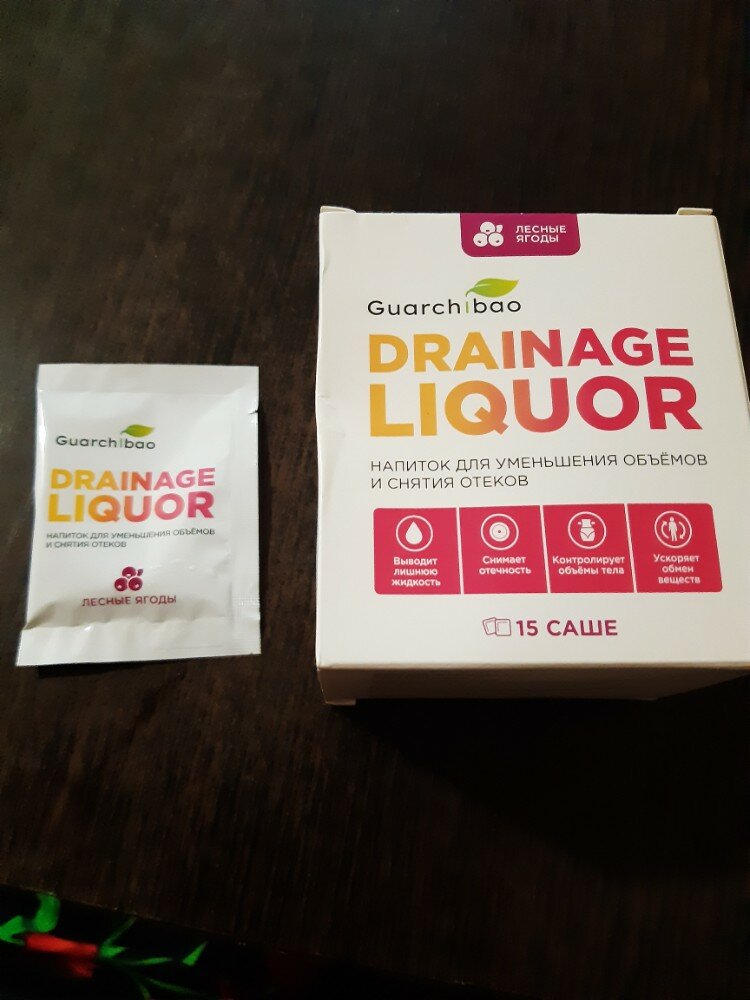 Guarchibao
DRAINAGE
LIQUOR
НАПИТОК ДЛЯ УМЕНЬШЕНИЯ ОБЪЁМОВ
И СНЯТИЯ ОТЕКОВ
ЛЕСНЫЕ ЯГОДЫ
ЛЕСНЫЕ
ЯГОДЫ
Guarchibao
DRAINAGE
LIQUOR
НАПИТОК ДЛЯ УМЕНЬШЕНИЯ ОБЪЁМОВ
И СНЯТИЯ ОТЕКОВ
Выводит
лишнюю
жидкость
Снимает
отечность
Контролирует
объёмы тела
Ускоряет
обмен
веществ
15 САШЕ